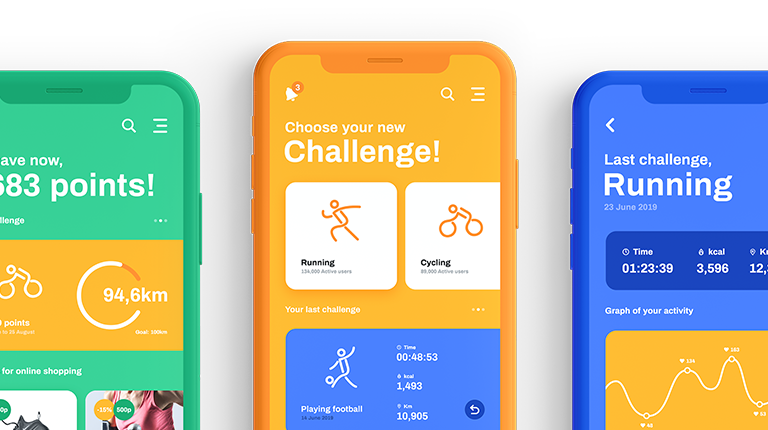 ave now,
683 points!
llenge
94,6km
points
to 30 August
Goal: 100km
for online shopping
0p
-15%
500p
3
Choose your new
Challenge!
Running
134,000 Active users
Cycling
89,000 Active users
Your last challenge
Time
00:48:53
kcal
1,493
Km
10,905
Playing football
14 June 2019
Last challenge,
Running
23 June 2019
Time
01:23:39
kcal
3,596
12,
Graph of your activity
134
163
68